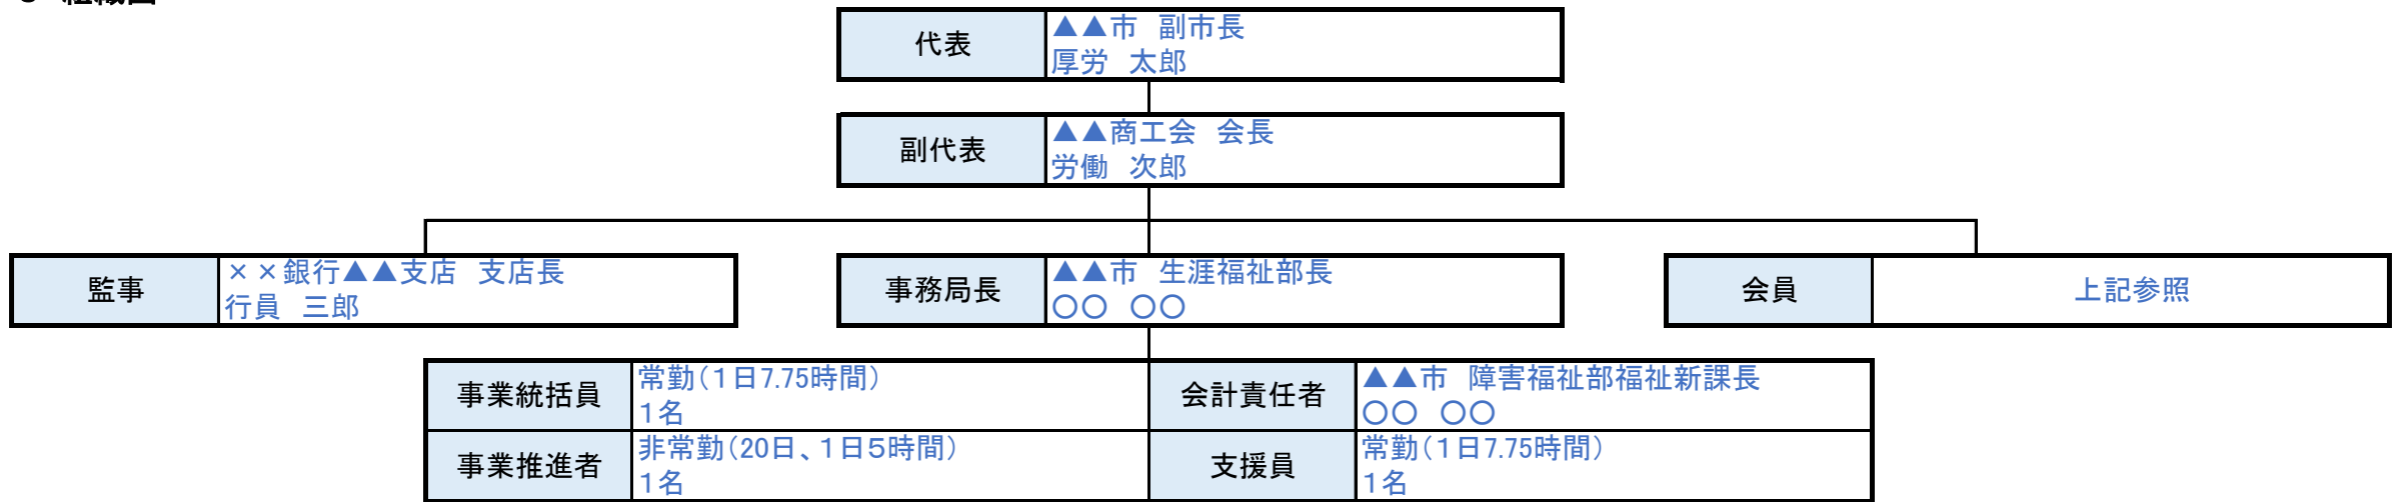 組織図
代表
▲▲市　副市長
厚労　太郎
副代表
▲▲商工会　会長
労働　次郎
監事
××銀行▲▲支店　支店長
行員　三郎
事務局長
▲▲市　生涯福祉部長
〇〇　〇〇
会員
上記参照
事業統括員
常勤（１日7.75時間）
１名
会計責任者
▲▲市　障害福祉部福祉新課長
〇〇　〇〇
事業推進者
非常勤（20日、１日５時間）
１名
支援員
常勤（１日7.75時間）
１名